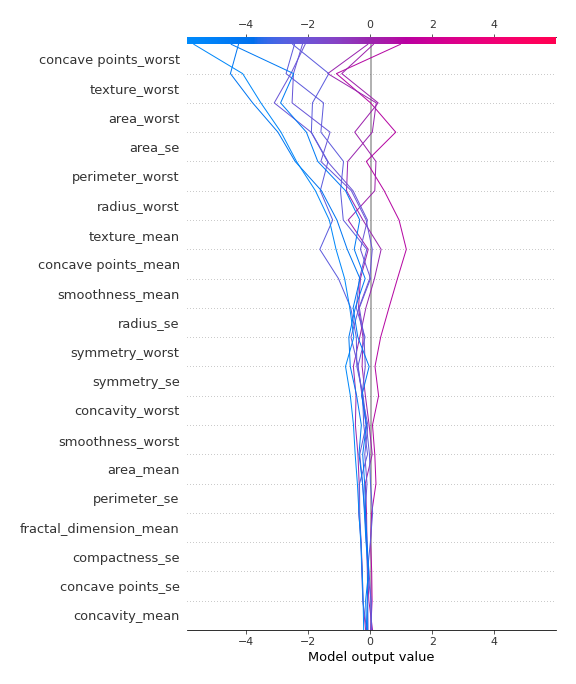 −4 −2 0 2 4
concave points_worst
texture_worst
area_worst
area_se
perimeter_worst
radius_worst
texture_mean
concave points_mean
smoothness_mean
radius_se
symmetry_worst
symmetry_se
concavity_worst
smoothness_worst
area_mean
perimeter_se
fractal_dimension_mean
compactness_se
concave points_se
concavity_mean
−4 −2 0 2 4
Model output value